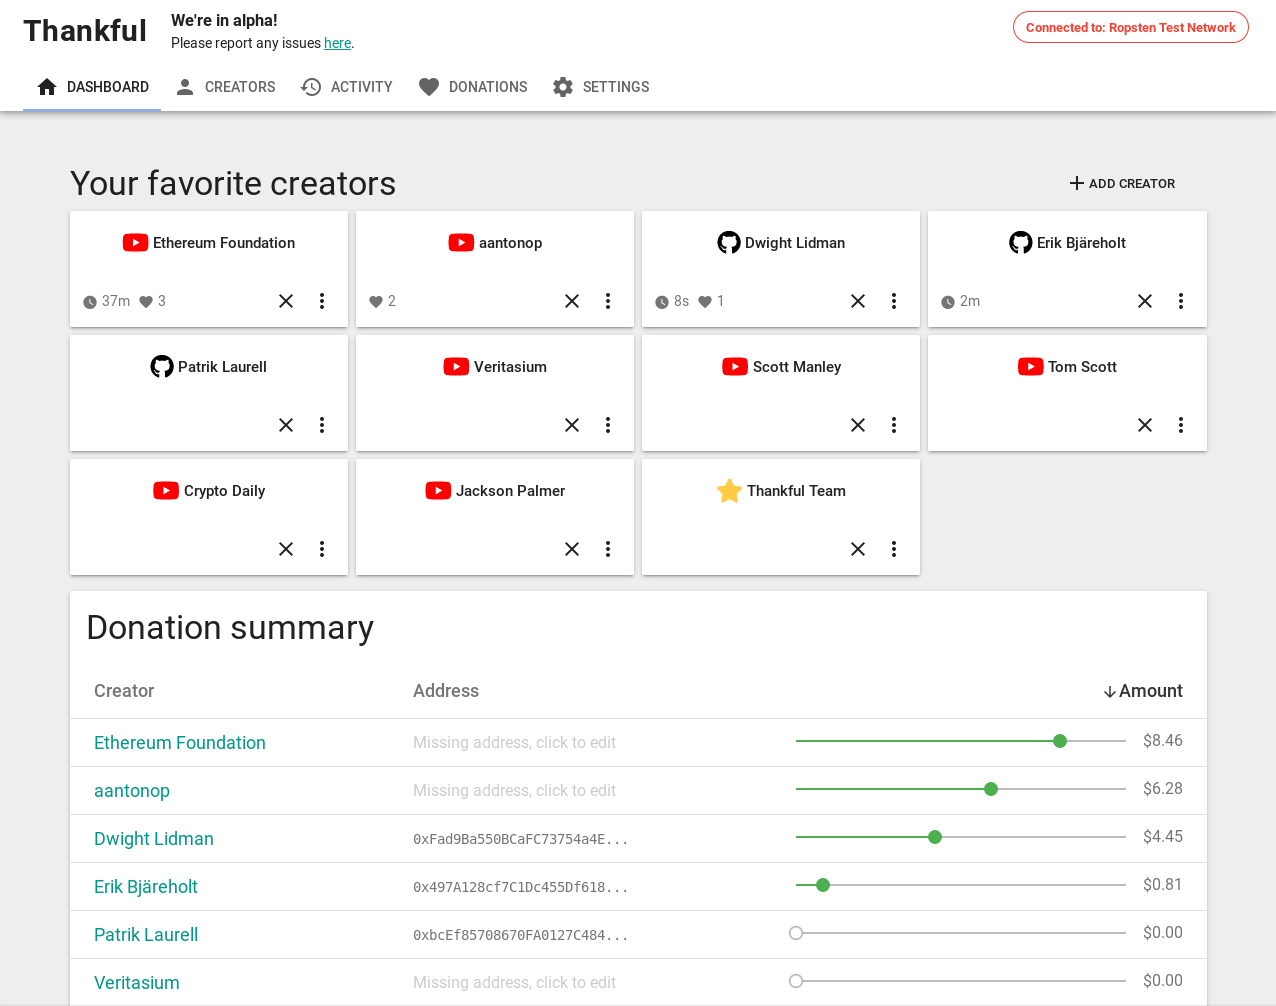 Thankful
We're in alpha!
Please report any issues here.
Connected to: Ropsten Test Network
DASHBOARD CREATORS ACTIVITY DONATIONS SETTINGS
Your favorite creators
ADD CREATOR
Ethereum Foundation
37m 3
aantonop
2
Dwight Lidman
8s 1
Erik Bjäreholt
2m
Patrik Laurell
Veritasium
Scott Manley
Tom Scott
Crypto Daily
Jackson Palmer
Thankful Team
Donation summary
Creator Address Amount
Ethereum Foundation Missing address, click to edit $8.46
aantonop Missing address, click to edit $6.28
Dwight Lidman 0xFad9Ba550BCaFC73754a4E... $4.45
Erik Bjäreholt 0x497A128cf7C1Dc455Df618... $0.81
Patrik Laurell 0xbcEf85708670FA0127C484... $0.00
Veritasium Missing address, click to edit $0.00